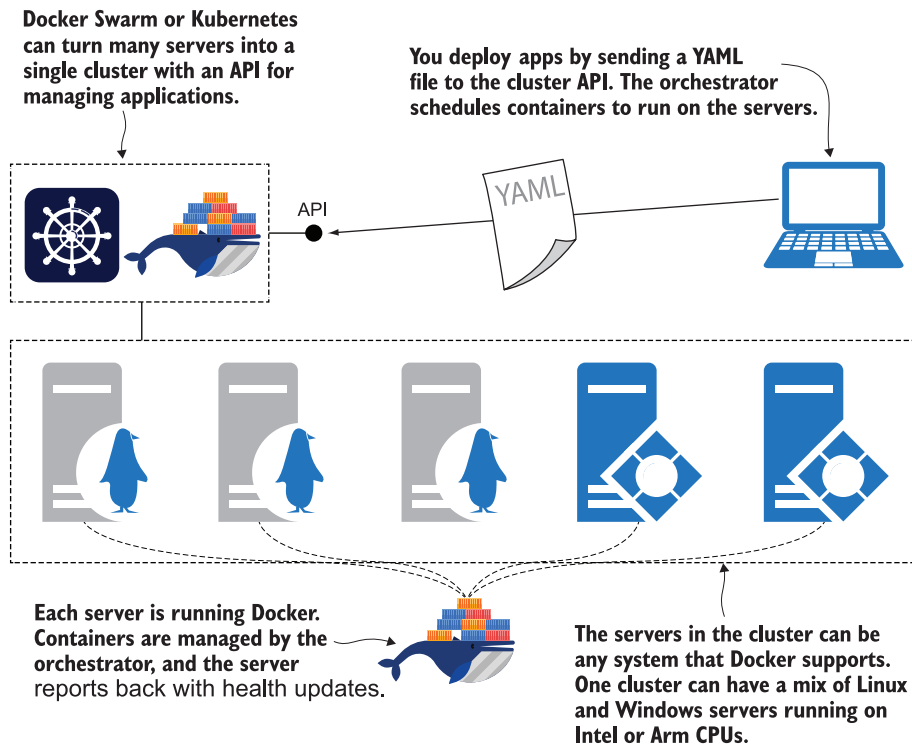 Docker Swarm or Kubernetes
can turn many servers into a
single cluster with an API for
managing applications.
You deploy apps by sending a YAML
file to the cluster API. The orchestrator
schedules containers to run on the servers.
API
YAML
Each server is running Docker.
Containers are managed by the
orchestrator, and the server
reports back with health updates.
The servers in the cluster can be
any system that Docker supports.
One cluster can have a mix of Linux
and Windows servers running on
Intel or Arm CPUs.